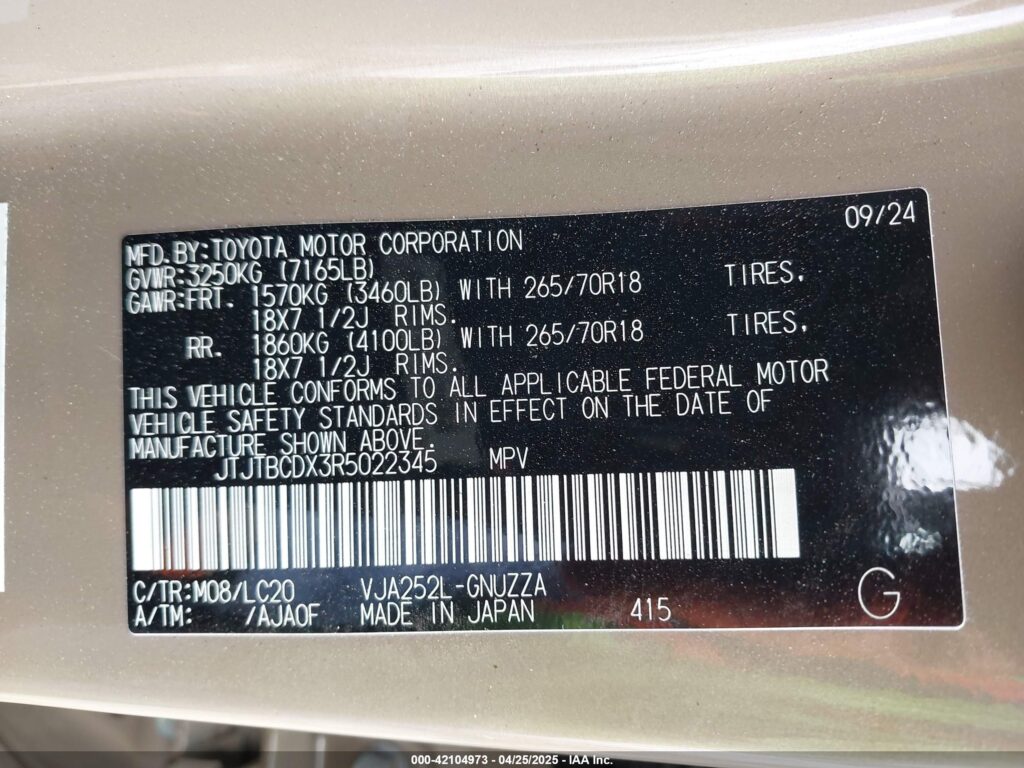 09/24
MFD.BY:TOYOTA MOTOR CORPORATION
GVWR:3250KG (7165LB)
GAWR:FRT. 1570KG (3460LB) WITH 265/70R18 TIRES,
18X7 1/2J RIMS.
RR. 1860KG (4100LB) WITH 265/70R18 TIRES,
18X7 1/2J RIMS.
THIS VEHICLE CONFORMS TO ALL APPLICABLE FEDERAL MOTOR
VEHICLE SAFETY STANDARDS IN EFFECT ON THE DATE OF
MANUFACTURE SHOWN ABOVE.
JTJTBCDX3R5022345 MPV
C/TR:M08/LC20 VJA252L-GNUZZA
A/TM: /AJA0F MADE IN JAPAN 415 G
000-42104973 - 04/25/2025 - IAA Inc.